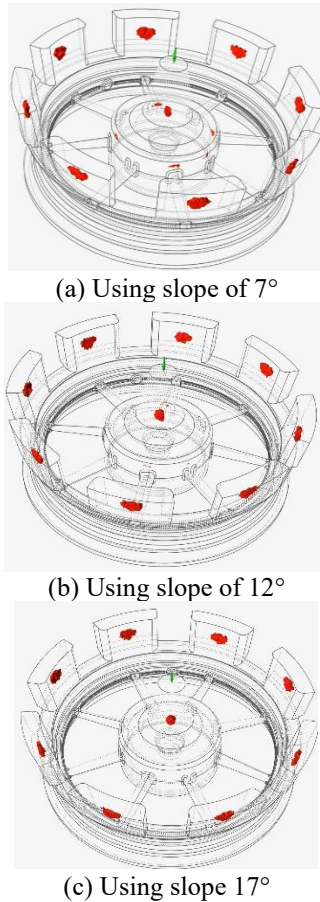 (a) Using slope of 7°
(b) Using slope of 12°
(c) Using slope 17°